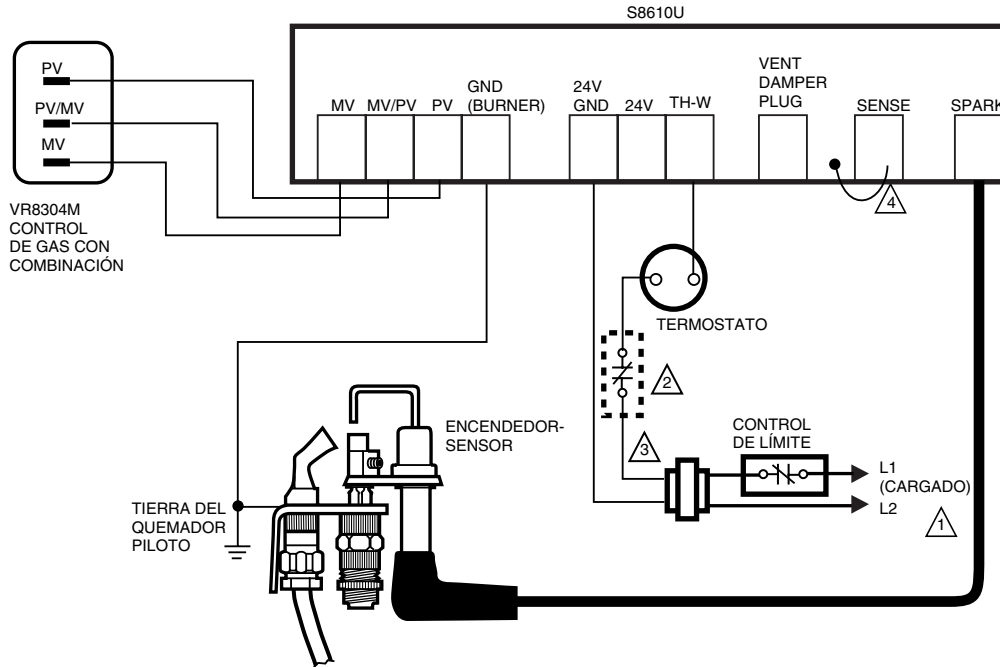 S8610U
PV
PV/MV
MV
VR8304M
CONTROL
DE GAS CON
COMBINACIÓN
MV
MV/PV
PV
GND
(BURNER)
24V
GND
24V
TH-W
VENT
DAMPER
PLUG
SENSE
SPARK
4
TERMOSTATO
2
3
CONTROL
DE LÍMITE
L1
(CARGADO)
L2
1
ENCENDEDOR-
SENSOR
TIERRA DEL
QUEMADOR
PILOTO